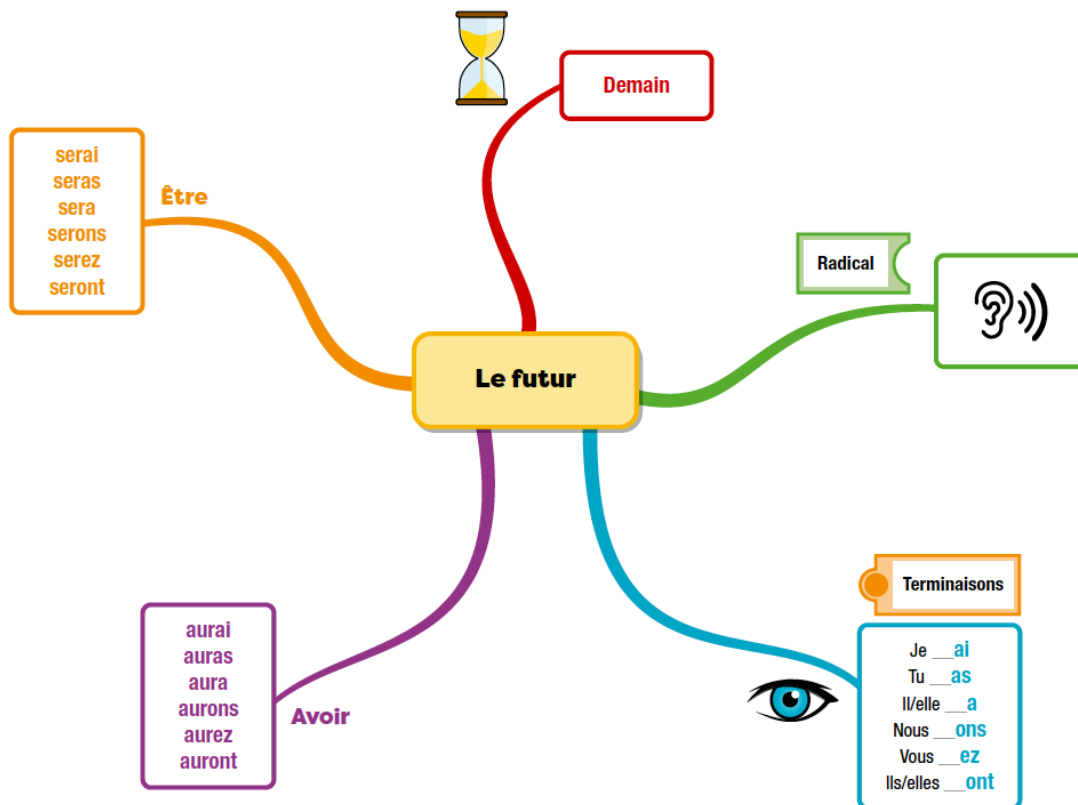 Demain
serai
seras
sera
serons
serez
seront
Être
Radical
Le futur
Terminaisons
Je __ai
Tu __as
Il/elle __a
Nous __ons
Vous __ez
Ils/elles __ont
aurai
auras
aura
aurons
aurez
auront
Avoir